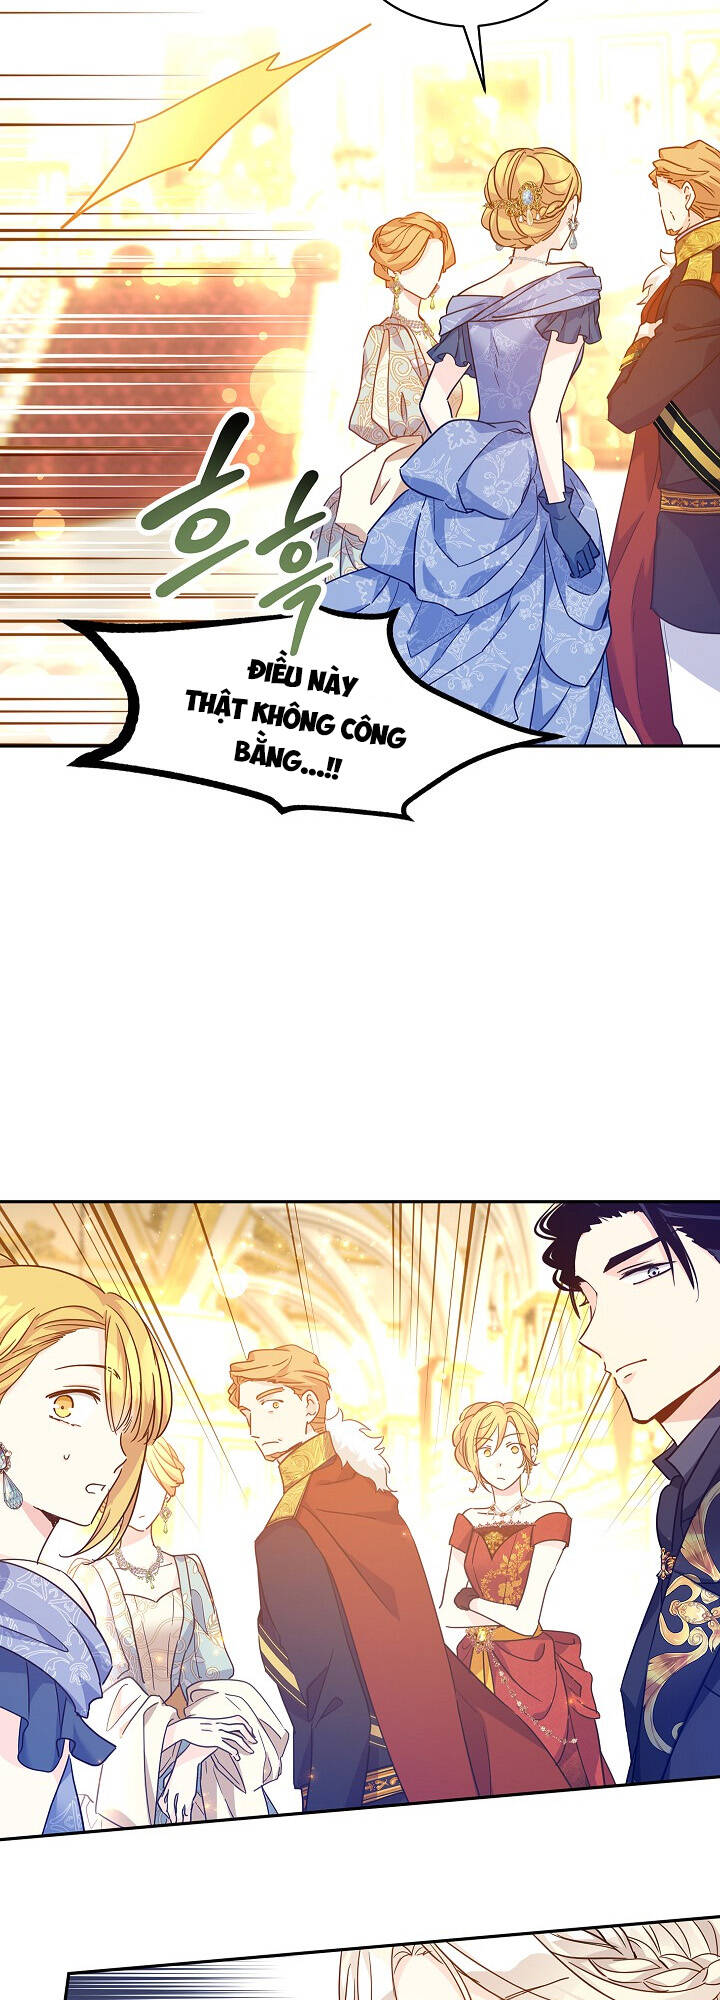 흐
흑
ĐIỀU NÀY
THẬT KHÔNG CÔNG
BẰNG...!!